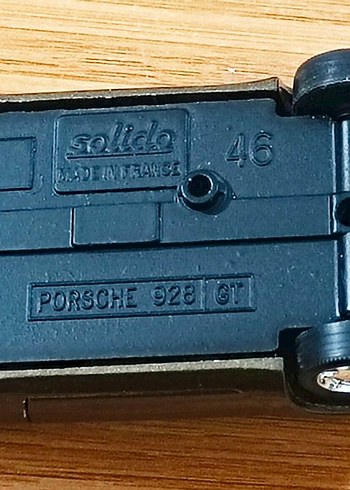 solido 46
MADE IN FRANCE
PORSCHE 928 GT